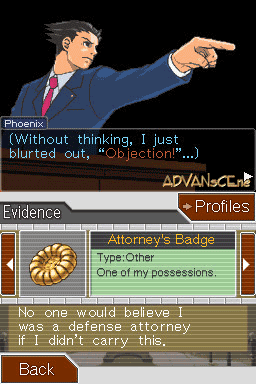 Phoenix
(Without thinking, I just
blurted out, “Objection!”...)
ADVANsCEne
Evidence
Profiles
Attorney's Badge
Type:Other
One of my possessions.
No one would believe I
was a defense attorney
if I didn't carry this.
Back